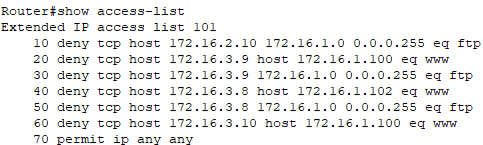 Router#show access-list
Extended IP access list 101
10 deny tcp host 172.16.2.10 172.16.1.0 0.0.0.255 eq ftp
20 deny tcp host 172.16.3.9 host 172.16.1.100 eq www
30 deny tcp host 172.16.3.9 172.16.1.0 0.0.0.255 eq ftp
40 deny tcp host 172.16.3.8 host 172.16.1.102 eq www
50 deny tcp host 172.16.3.8 172.16.1.0 0.0.0.255 eq ftp
60 deny tcp host 172.16.3.10 host 172.16.1.100 eq www
70 permit ip any any